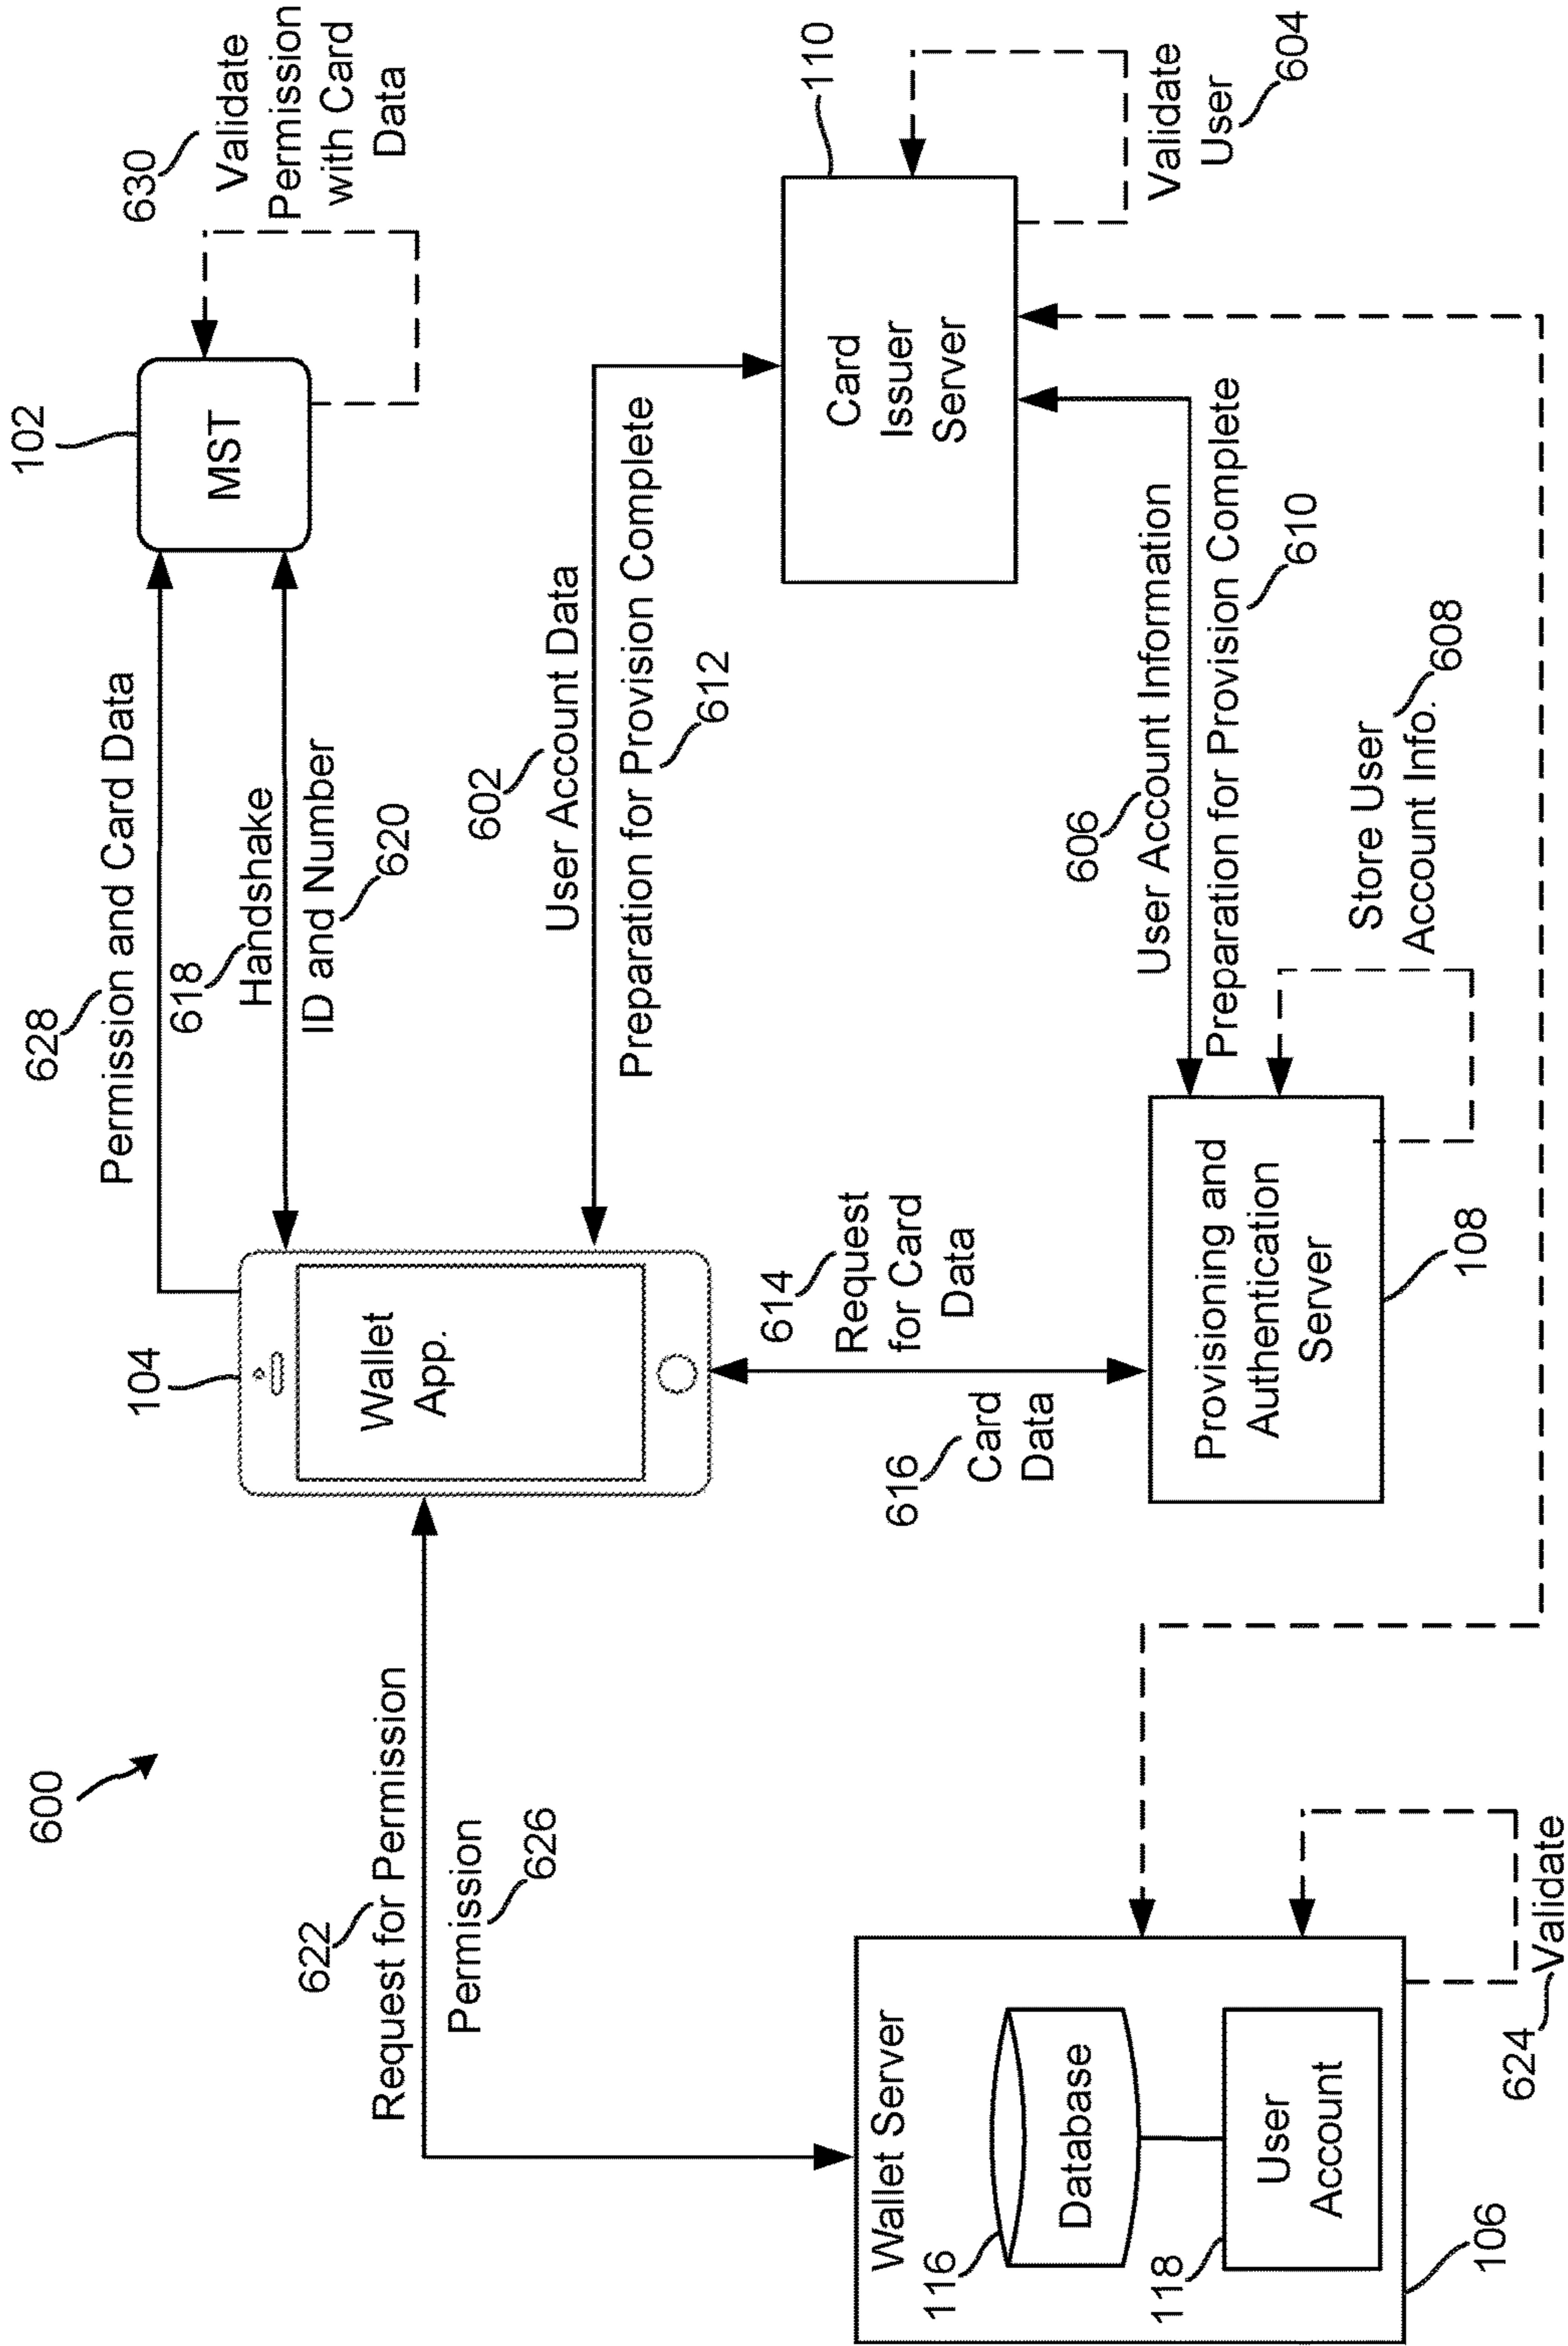 600
622
Request for Permission
Permission
626
Wallet Server
116
Database
118
User
Account
106
624
Validate
104
Wallet
App.
628
Permission and Card Data
618
Handshake
ID and Number
620
102
MST
630
Validate
Permission
with Card
Data
602
User Account Data
Preparation for Provision Complete
612
614
Request
for Card
Data
616
Card
Data
Provisioning and
Authentication
Server
108
606
User Account Information
Preparation for Provision Complete
610
Store User
Account Info.
608
110
Card
Issuer
Server
Validate
User
604